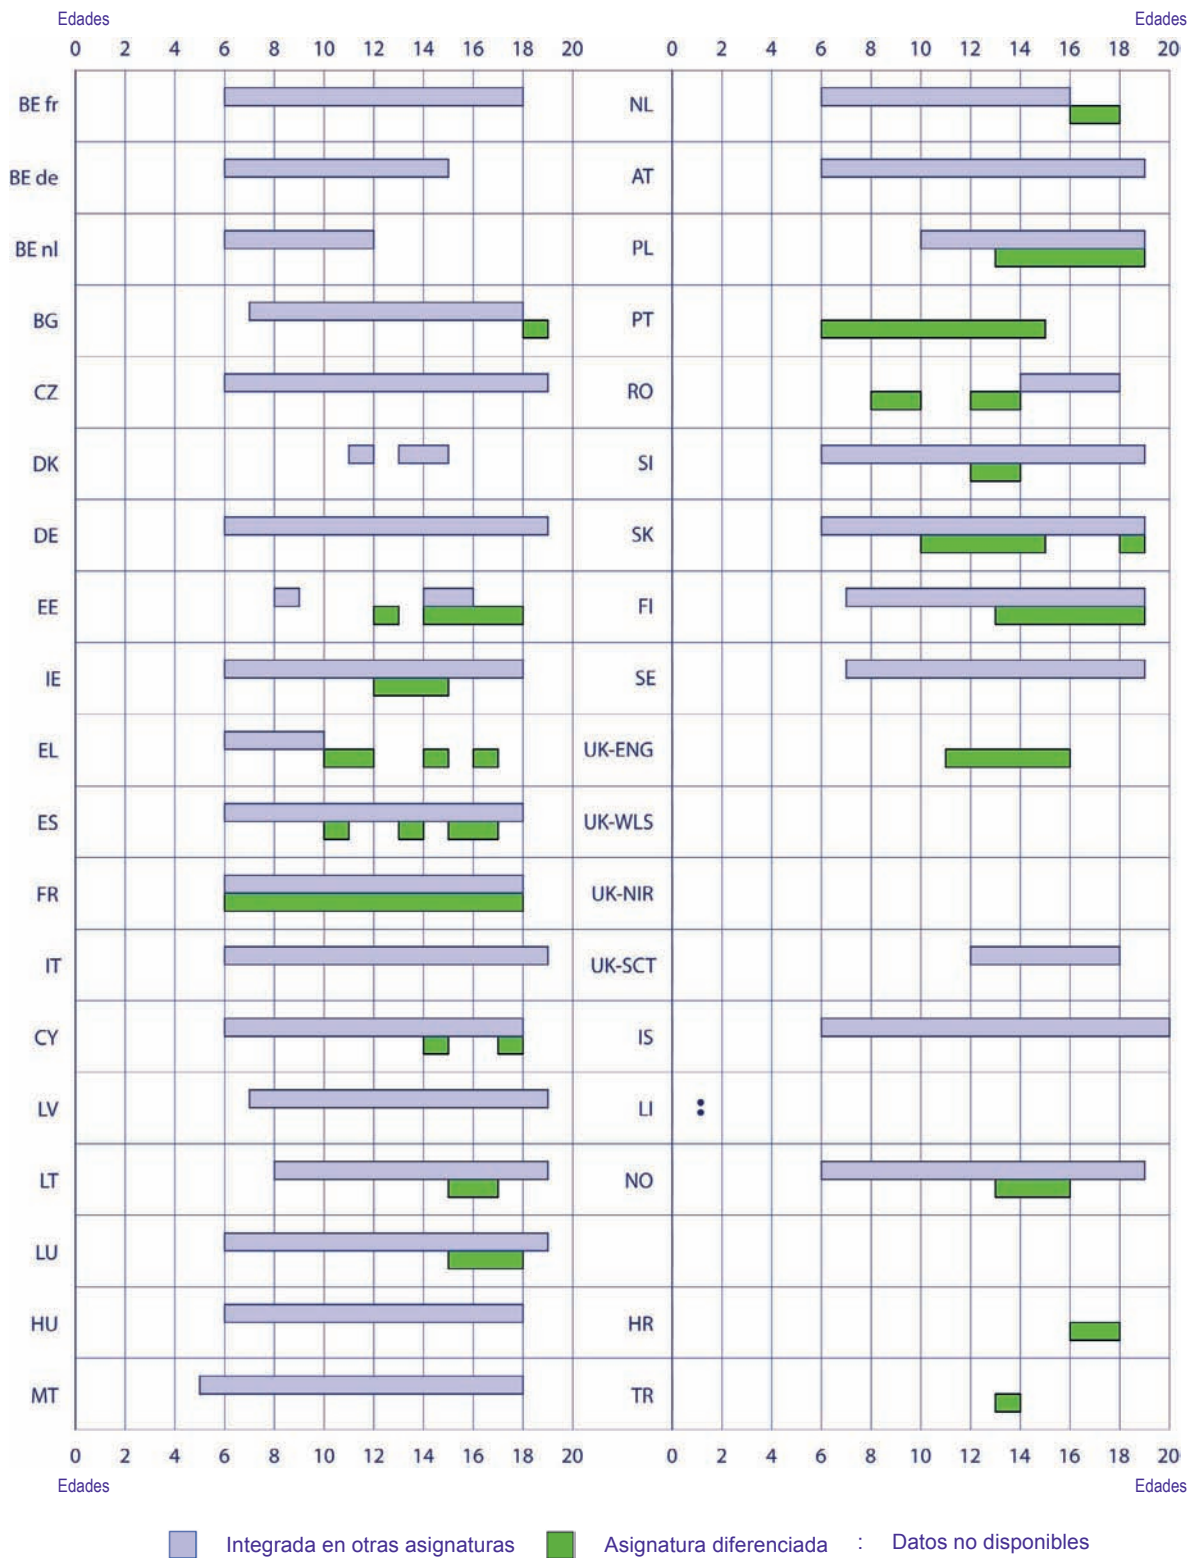 Edades Edades
0 2 4 6 8 10 12 14 16 18 20 0 2 4 6 8 10 12 14 16 18 20
BE fr NL
BE de AT
BE nl PL
BG PT
CZ RO
DK SI
DE SK
EE FI
IE SE
EL UK-ENG
ES UK-WLS
FR UK-NIR
IT UK-SCT
CY IS
LV LI :
LT NO
LU
HU HR
MT TR
0 2 4 6 8 10 12 14 16 18 20 0 2 4 6 8 10 12 14 16 18 20
Edades Edades
Integrada en otras asignaturas Asignatura diferenciada : Datos no disponibles